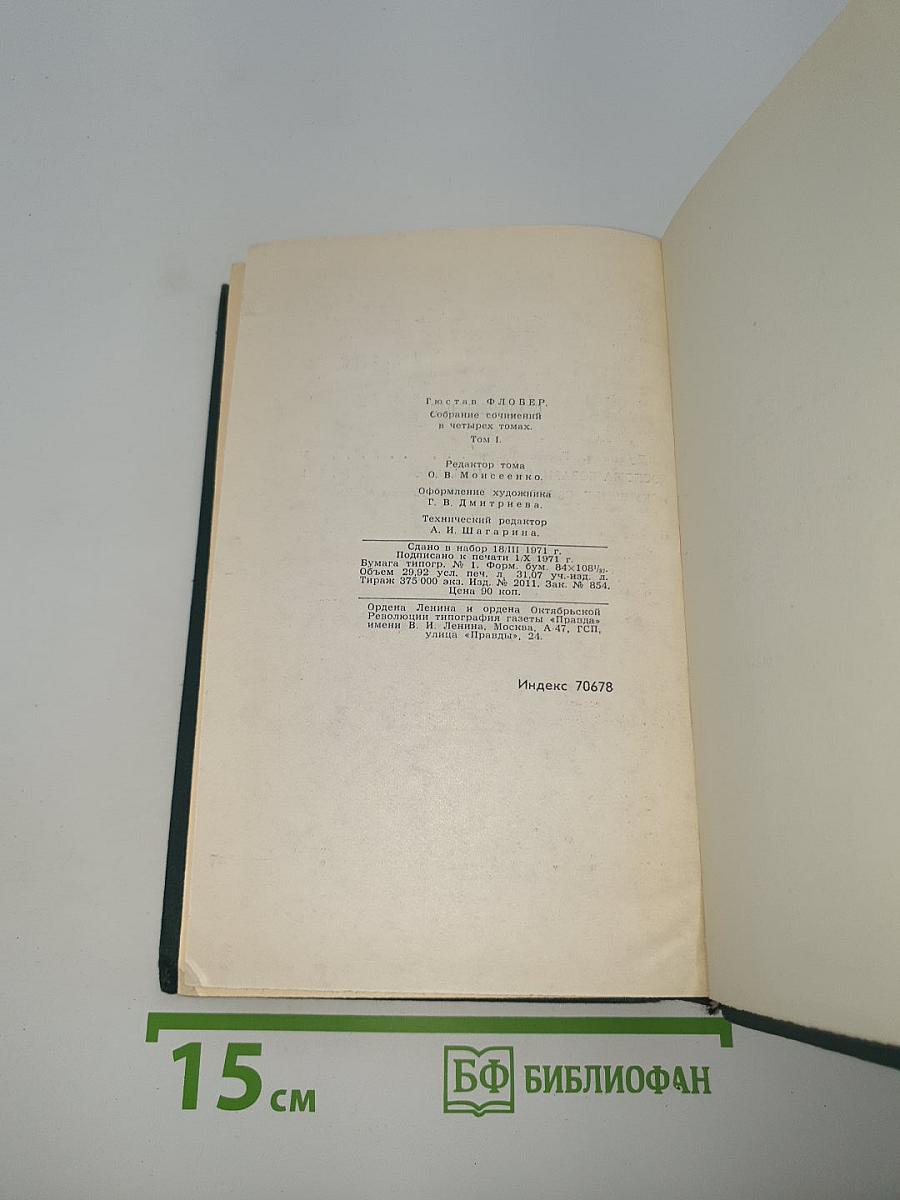 Гюстав ФЛОБЕР.
Собрание сочинений
в четырех томах.
Том I.
Редактор тома
О. В. Моисеенко.
Оформление художника
Г. В. Дмитриева.
Технический редактор
А. И. Шагарина.
Сдано в набор 18/III 1971 г.
Подписано к печати 1/X 1971 г.
Бумага типогр. № 1. Форм. бум. 84×108¹/₃₂.
Объем 29,92 усл. печ. л. 31,07 уч.-изд. л.
Тираж 375 000 экз. Изд. № 2011. Зак. № 854.
Цена 90 коп.
Ордена Ленина и ордена Октябрьской
Революции типография газеты «Правда»
имени В. И. Ленина, Москва, А-47, ГСП,
улица «Правды», 24.
Индекс 70678
15 см
БФ БИБЛИОФАН